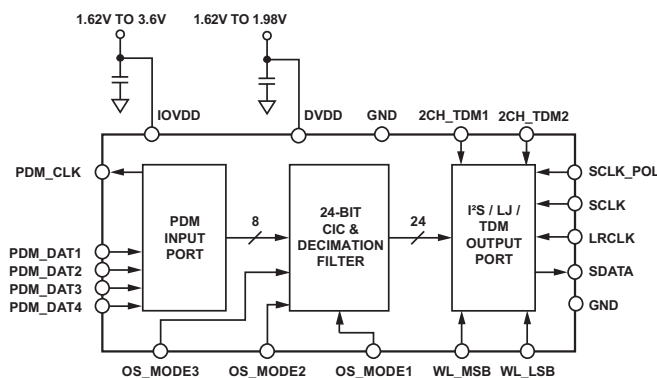 1.62V TO 3.6V
1.62V TO 1.98V
IOVDD
DVDD
GND
2CH_TDM1
2CH_TDM2
PDM_CLK
PDM_DAT1
PDM_DAT2
PDM_DAT3
PDM_DAT4
PDM
INPUT
PORT
8
24-BIT
CIC &
DECIMATION
FILTER
24
I²S / LJ /
TDM
OUTPUT
PORT
SCLK_POL
SCLK
LRCLK
SDATA
GND
OS_MODE3
OS_MODE2
OS_MODE1
WL_MSB
WL_LSB